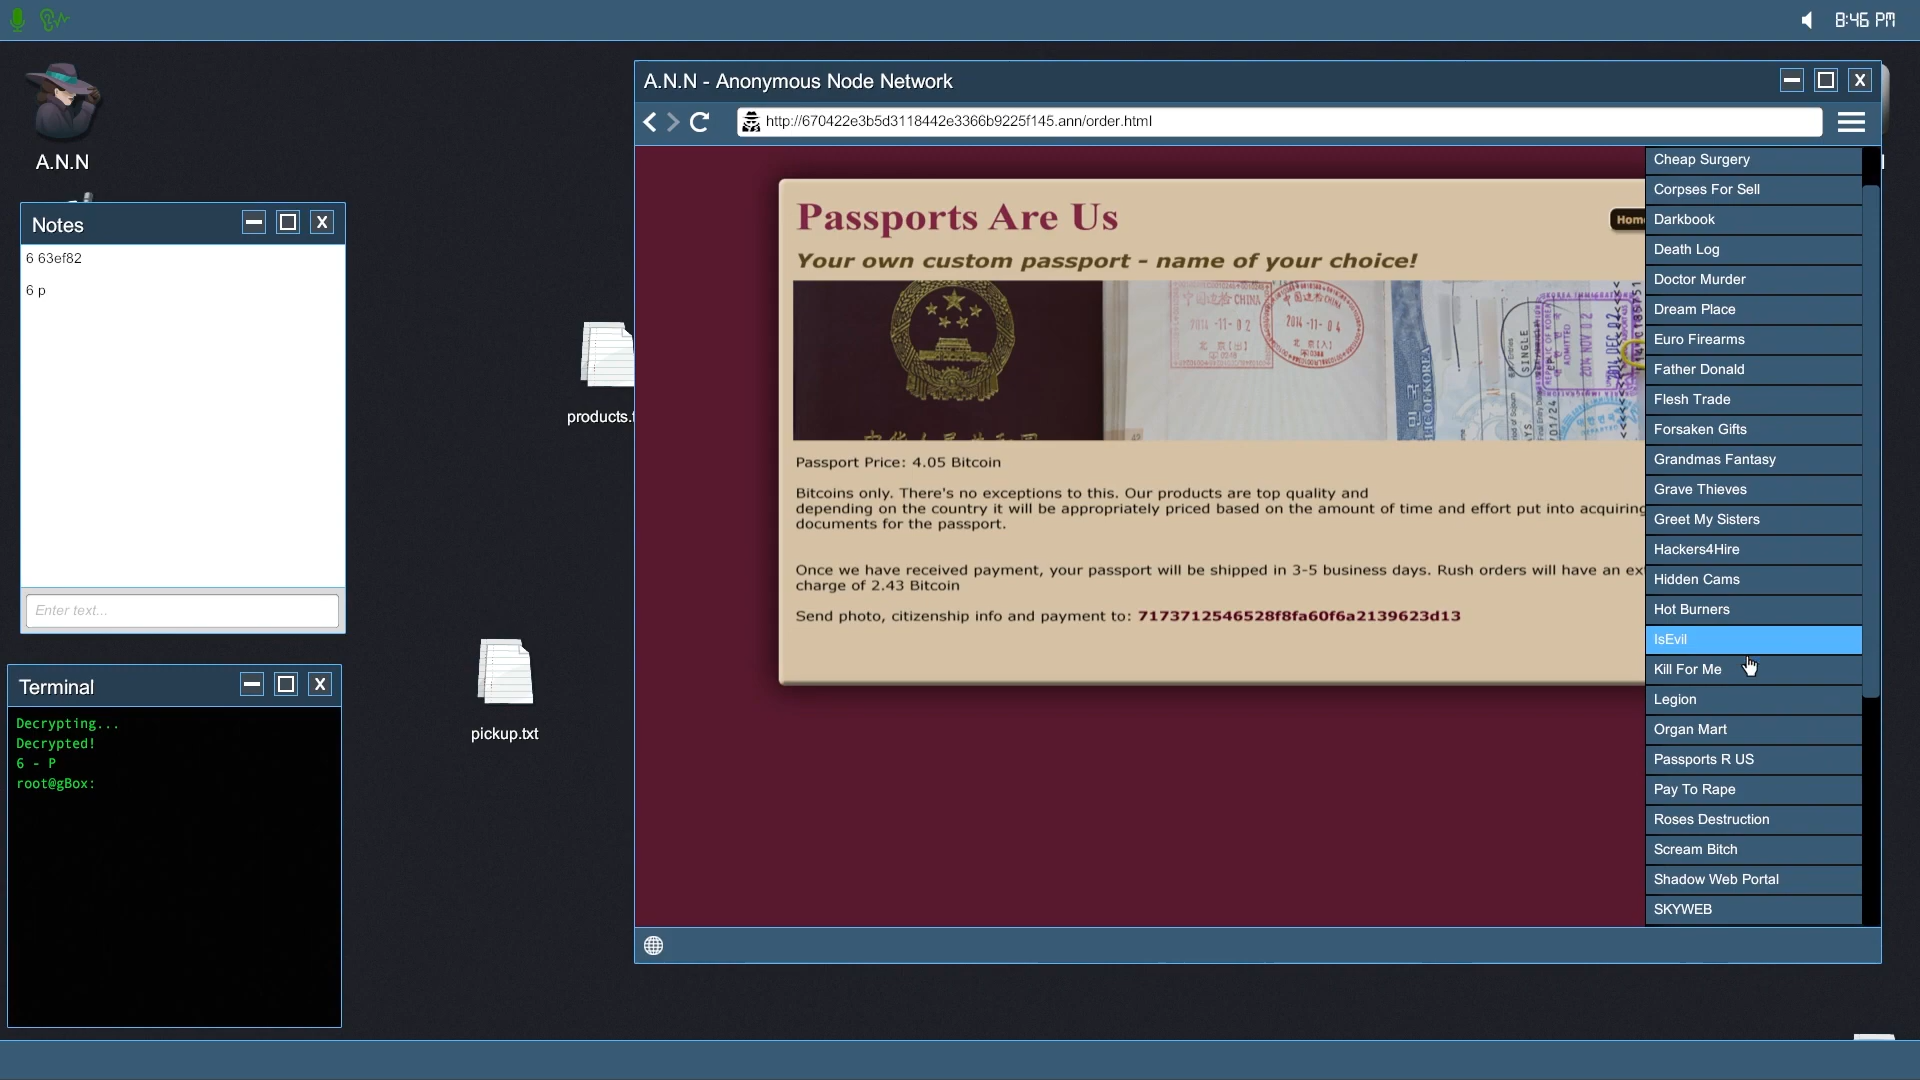 8:46 PM
A.N.N
Notes
6 63ef82
6 p
Enter text...
Terminal
Decrypting...
Decrypted!
6 - P
root@gBox:
products.t
pickup.txt
A.N.N - Anonymous Node Network
http://670422e3b5d3118442e3366b9225f145.ann/order.html
Passports Are Us
Hom
Your own custom passport - name of your choice!
SINGLE
Passport Price: 4.05 Bitcoin
Bitcoins only. There's no exceptions to this. Our products are top quality and
depending on the country it will be appropriately priced based on the amount of time and effort put into acquiring
documents for the passport.
Once we have received payment, your passport will be shipped in 3-5 business days. Rush orders will have an ex
charge of 2.43 Bitcoin
Send photo, citizenship info and payment to: 7173712546528f8fa60f6a2139623d13
Cheap Surgery
Corpses For Sell
Darkbook
Death Log
Doctor Murder
Dream Place
Euro Firearms
Father Donald
Flesh Trade
Forsaken Gifts
Grandmas Fantasy
Grave Thieves
Greet My Sisters
Hackers4Hire
Hidden Cams
Hot Burners
IsEvil
Kill For Me
Legion
Organ Mart
Passports R US
Pay To Rape
Roses Destruction
Scream Bitch
Shadow Web Portal
SKYWEB